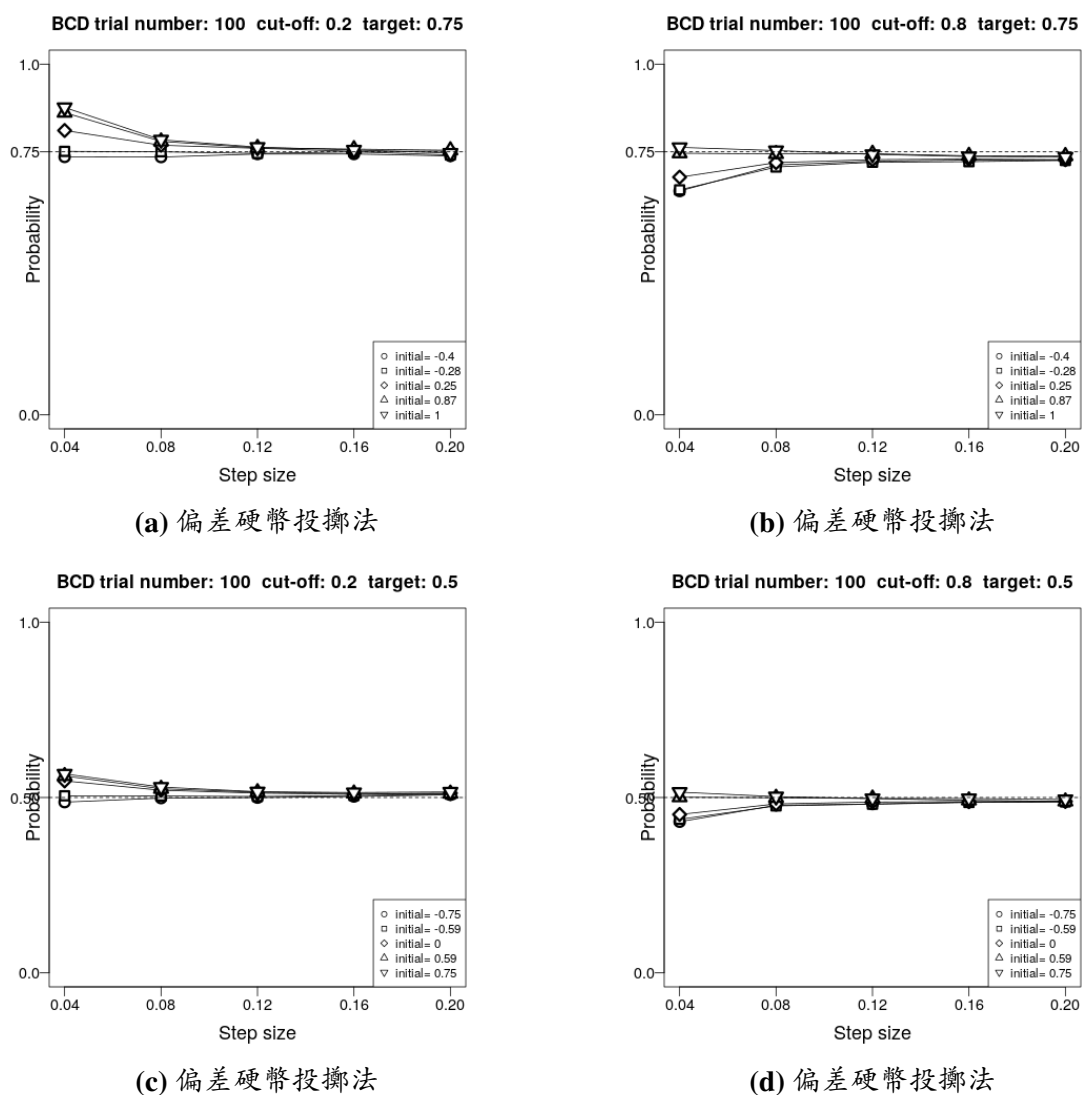 BCD trial number: 100 cut-off: 0.2 target: 0.75
1.0
0.75
0.0
Probability
initial= -0.4
initial= -0.28
initial= 0.25
initial= 0.87
initial= 1
0.04 0.08 0.12 0.16 0.20
Step size
(a) 偏差硬幣投擲法
BCD trial number: 100 cut-off: 0.8 target: 0.75
1.0
0.75
0.0
Probability
initial= -0.4
initial= -0.28
initial= 0.25
initial= 0.87
initial= 1
0.04 0.08 0.12 0.16 0.20
Step size
(b) 偏差硬幣投擲法
BCD trial number: 100 cut-off: 0.2 target: 0.5
1.0
0.50
0.0
Probability
initial= -0.75
initial= -0.59
initial= 0
initial= 0.59
initial= 0.75
0.04 0.08 0.12 0.16 0.20
Step size
(c) 偏差硬幣投擲法
BCD trial number: 100 cut-off: 0.8 target: 0.5
1.0
0.50
0.0
Probability
initial= -0.75
initial= -0.59
initial= 0
initial= 0.59
initial= 0.75
0.04 0.08 0.12 0.16 0.20
Step size
(d) 偏差硬幣投擲法